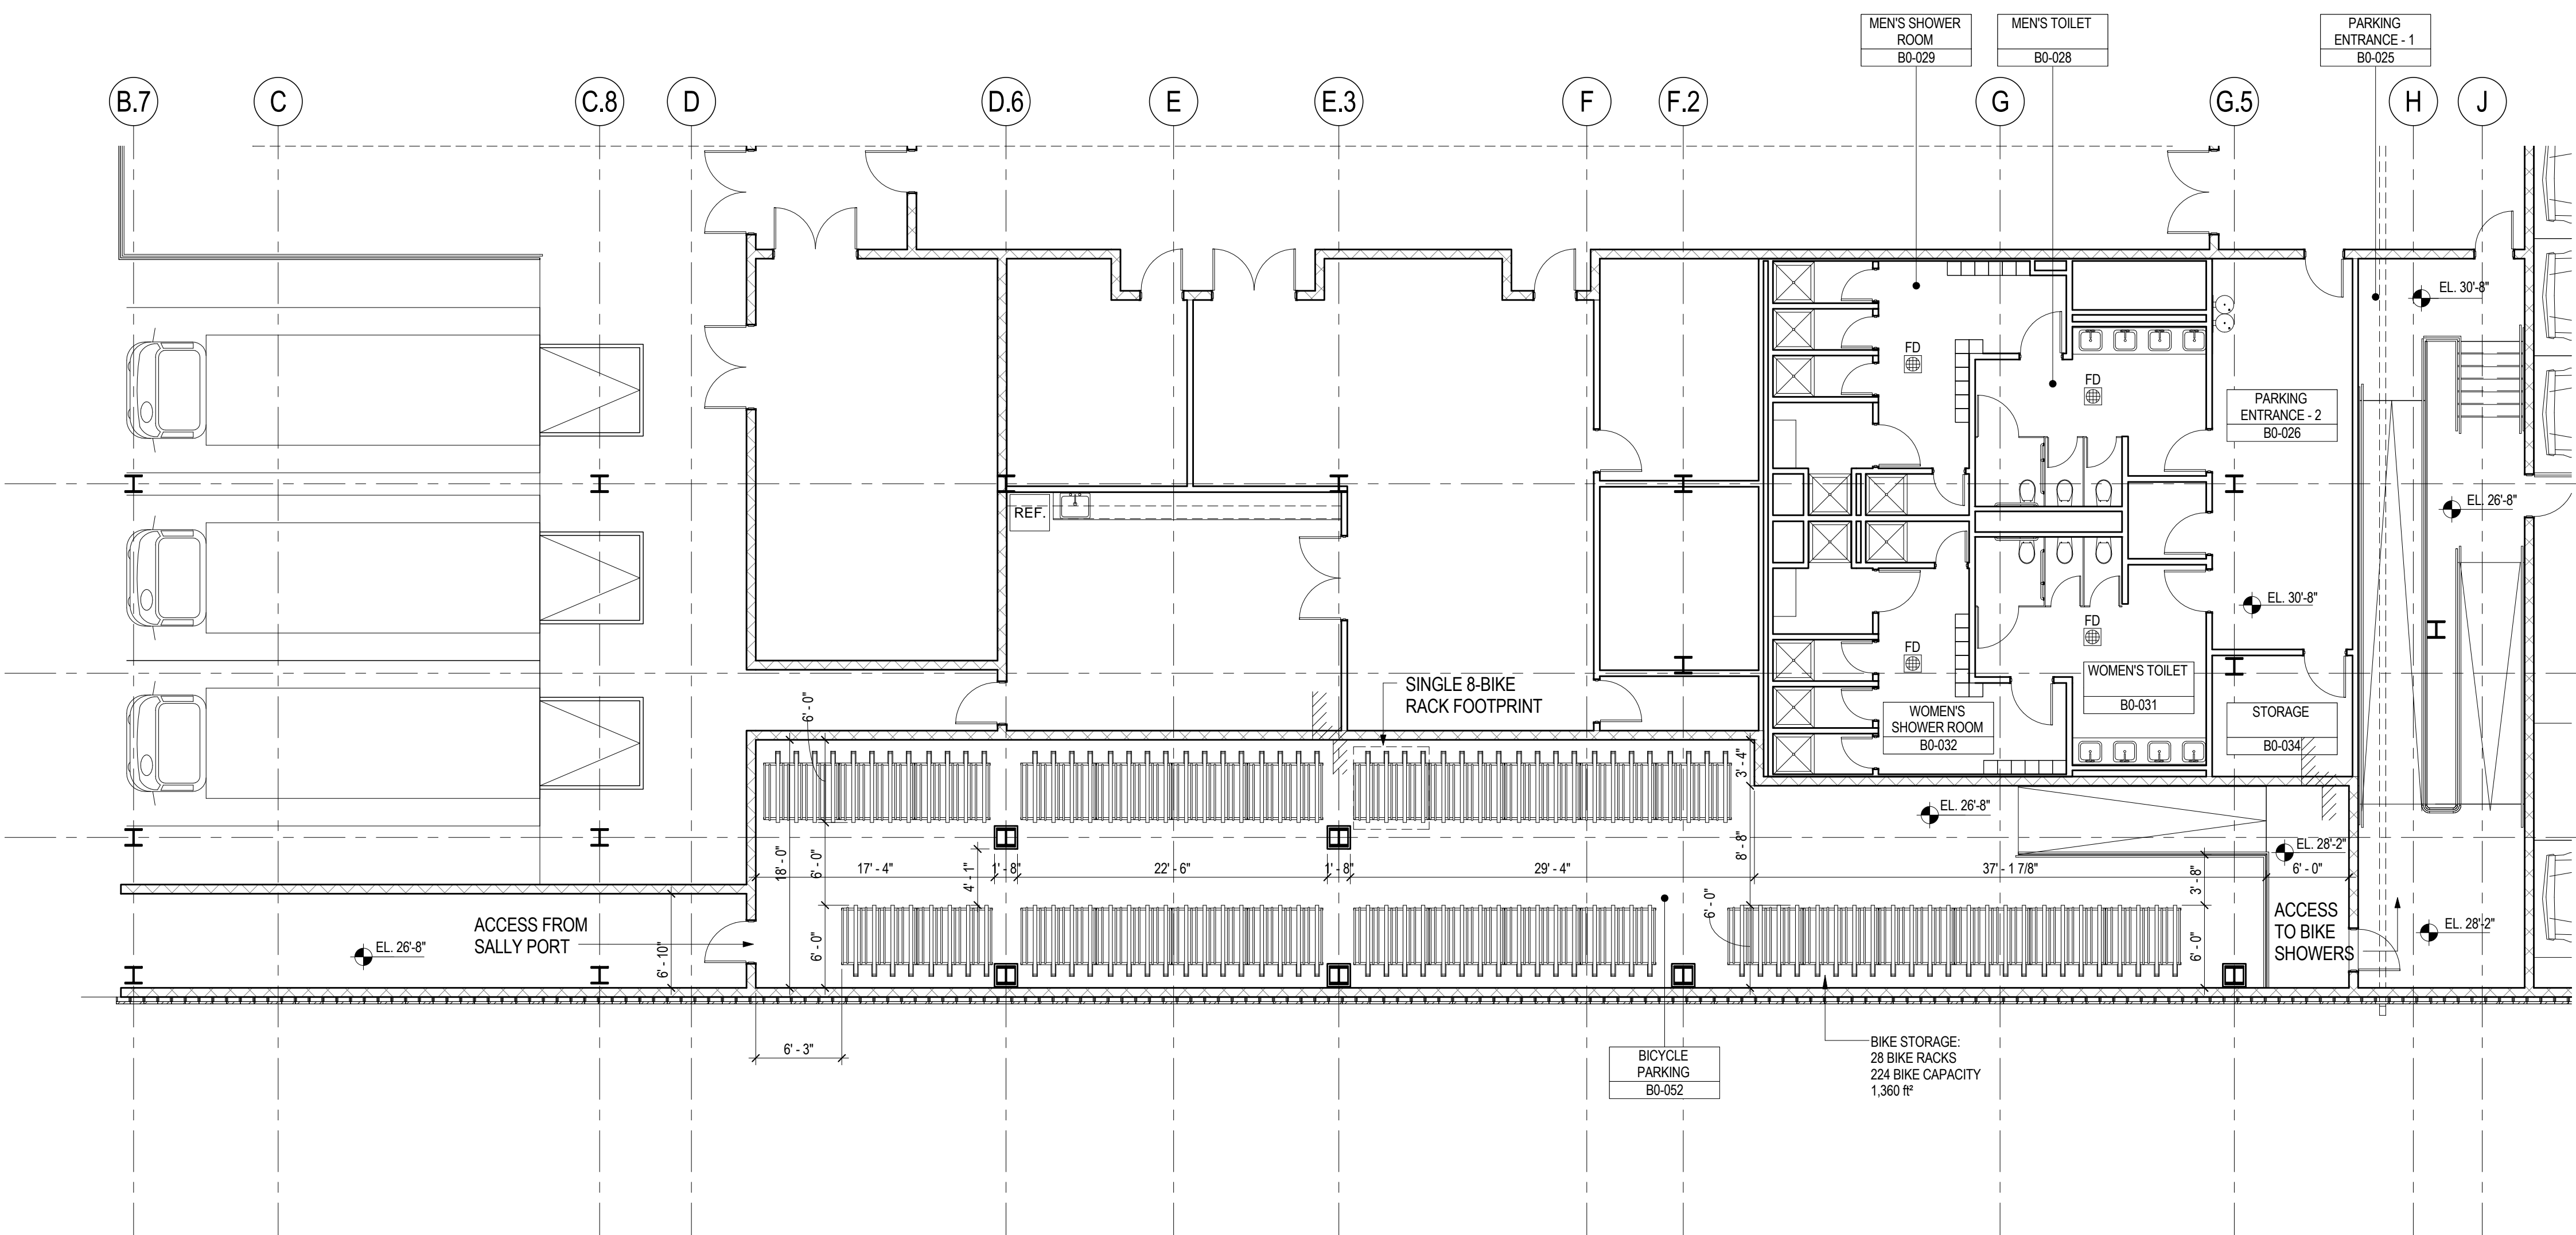 MEN'S SHOWER
ROOM
B0-029
MEN'S TOILET
B0-028
PARKING
ENTRANCE - 1
B0-025
B.7
C
C.8
D
D.6
E
E.3
F
F.2
G
G.5
H
J
EL. 30'-8"
FD
FD
PARKING
ENTRANCE - 2
B0-026
REF.
EL. 26'-8"
EL. 30'-8"
FD
FD
WOMEN'S TOILET
B0-031
SINGLE 8-BIKE
RACK FOOTPRINT
WOMEN'S
SHOWER ROOM
B0-032
STORAGE
B0-034
6' - 0"
3' - 4"
EL. 26'-8"
EL. 28'-2"
18' - 0"
6' - 0"
17' - 4"
4' - 1"
1' - 8"
22' - 6"
1' - 8"
29' - 4"
8' - 8"
37' - 1 7/8"
3' - 8"
6' - 0"
ACCESS FROM
SALLY PORT
EL. 26'-8"
6' - 10"
6' - 0"
6' - 0"
6' - 0"
ACCESS
TO BIKE
SHOWERS
EL. 28'-2"
6' - 3"
BICYCLE
PARKING
B0-052
BIKE STORAGE:
28 BIKE RACKS
224 BIKE CAPACITY
1,360 ft²